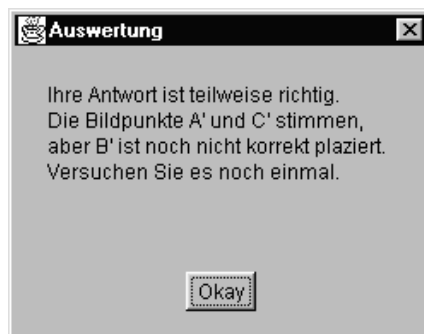 Auswertung
Ihre Antwort ist teilweise richtig.
Die Bildpunkte A' und C' stimmen,
aber B' ist noch nicht korrekt plaziert.
Versuchen Sie es noch einmal.
Okay